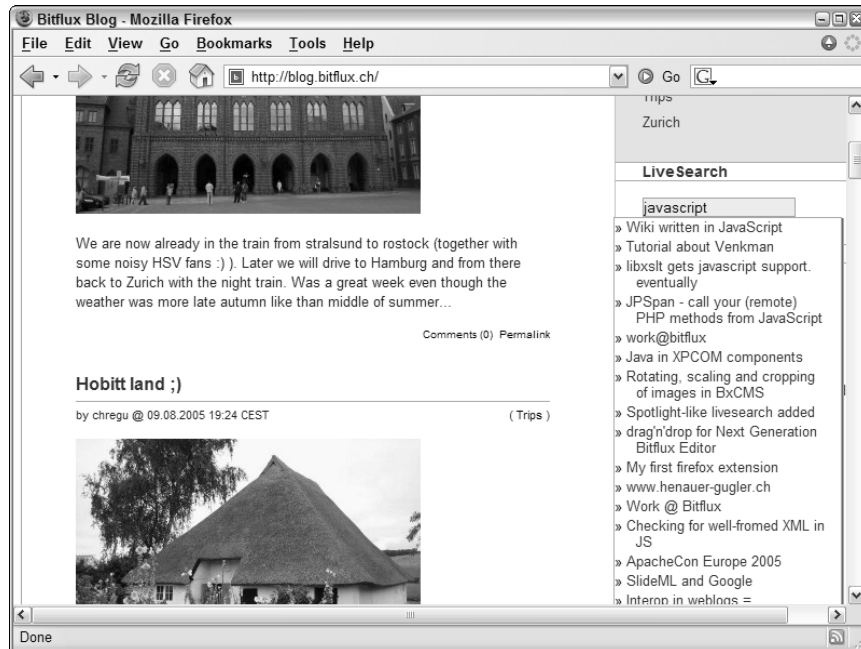 Bitflux Blog - Mozilla Firefox
File Edit View Go Bookmarks Tools Help
http://blog.bitflux.ch/
Go
G
We are now already in the train from stralsund to rostock (together with
some noisy HSV fans :) ). Later we will drive to Hamburg and from there
back to Zurich with the night train. Was a great week even though the
weather was more late autumn like than middle of summer...
Comments (0) Permalink
Hobitt land ;)
by chregu @ 09.08.2005 19:24 CEST
( Trips )
Trips
Zurich
LiveSearch
javascript
» Wiki written in JavaScript
» Tutorial about Venkman
» libxslt gets javascript support.
eventually
» JPSpan - call your (remote)
PHP methods from JavaScript
» work@bitflux
» Java in XPCOM components
» Rotating, scaling and cropping
of images in BxCMS
» Spotlight-like livesearch added
» drag'n'drop for Next Generation
Bitflux Editor
» My first firefox extension
» www.henauer-gugler.ch
» Work @ Bitflux
» Checking for well-fromed XML in
JS
» ApacheCon Europe 2005
» SlideML and Google
» Interop in weblogs =
Done